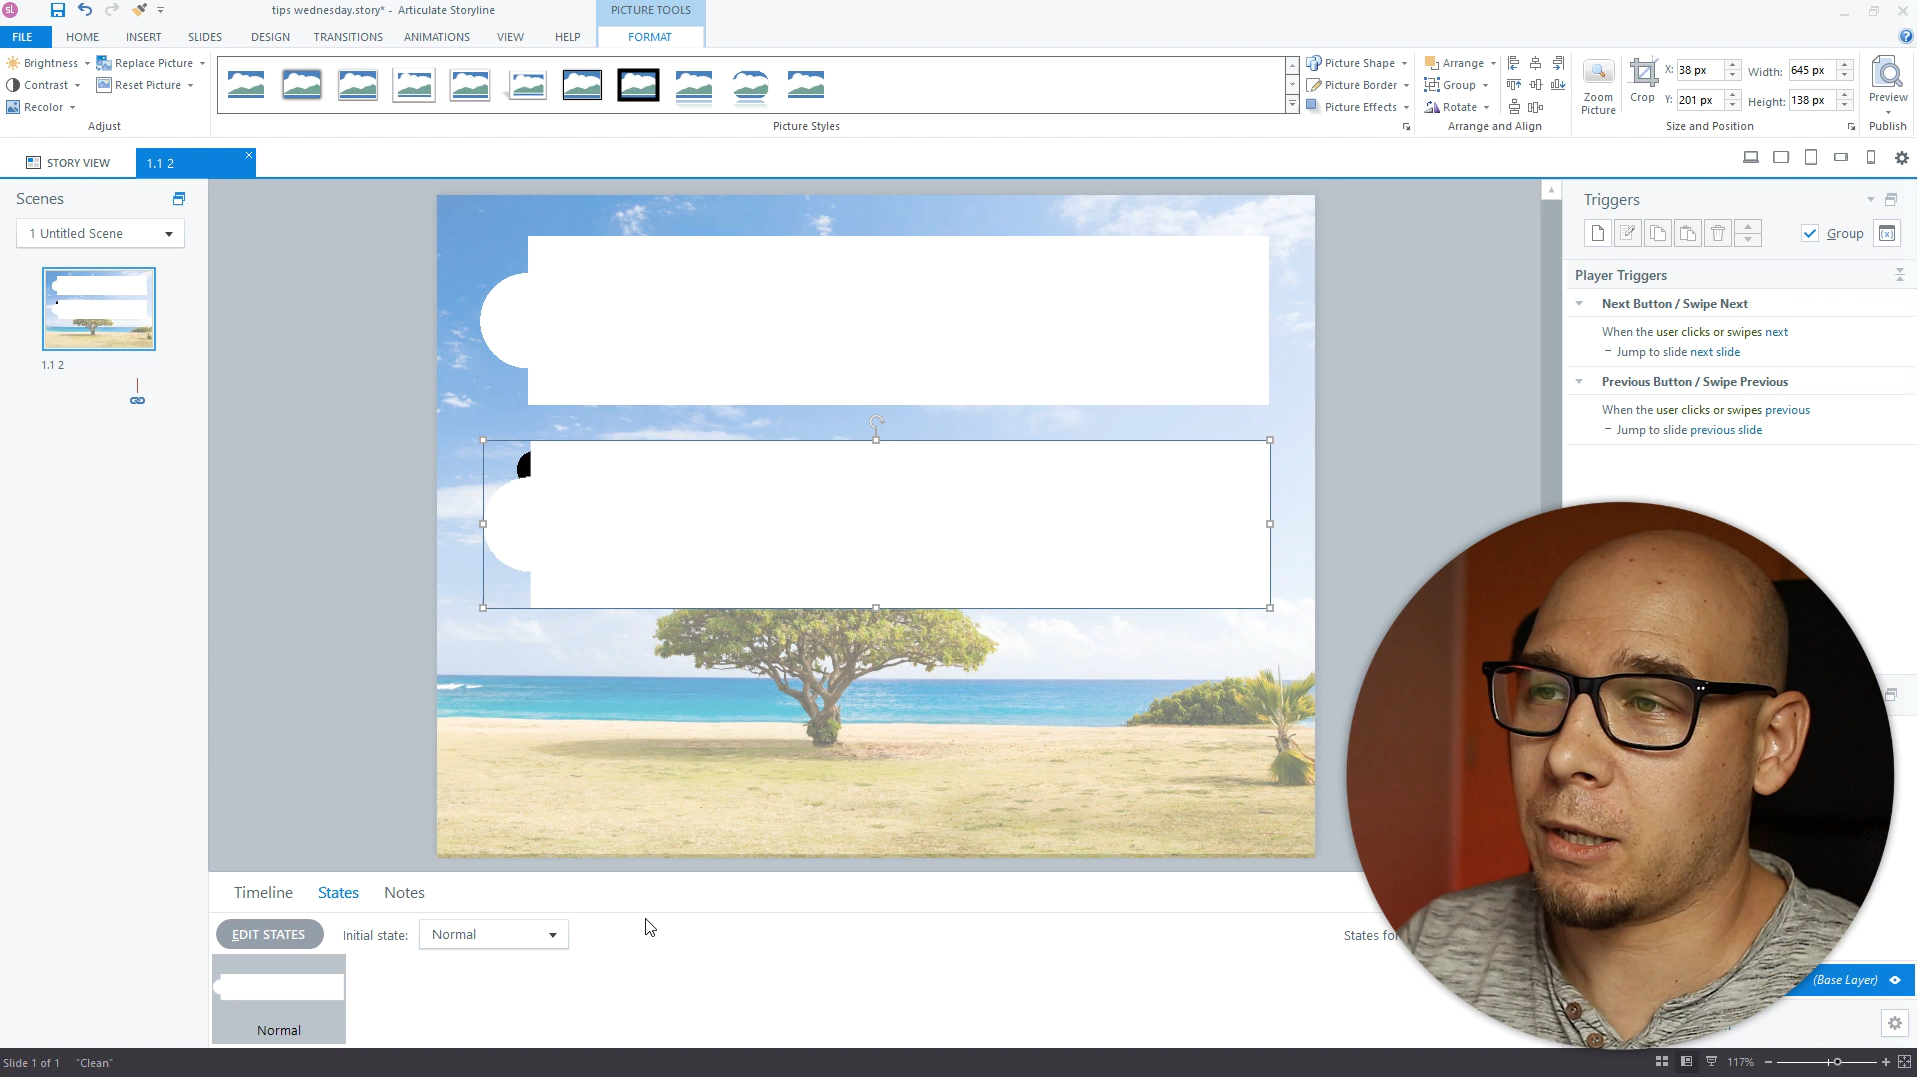 sl tips wednesday.story* - Articulate Storyline PICTURE TOOLS
FILE HOME INSERT SLIDES DESIGN TRANSITIONS ANIMATIONS VIEW HELP FORMAT
Brightness Replace Picture Picture Shape Arrange X: 38 px Width: 645 px
Contrast Reset Picture Picture Border Group Zoom Picture Crop Y: 201 px Height: 138 px Preview
Recolor Picture Effects Rotate
Adjust Picture Styles Arrange and Align Size and Position Publish
STORY VIEW 1.1 2
Scenes Triggers
1 Untitled Scene Group
Player Triggers
Next Button / Swipe Next
When the user clicks or swipes next
– Jump to slide next slide
1.1 2
Previous Button / Swipe Previous
When the user clicks or swipes previous
– Jump to slide previous slide
Timeline States Notes
EDIT STATES Initial state: Normal States for
(Base Layer)
Normal
Slide 1 of 1 "Clean" 117%